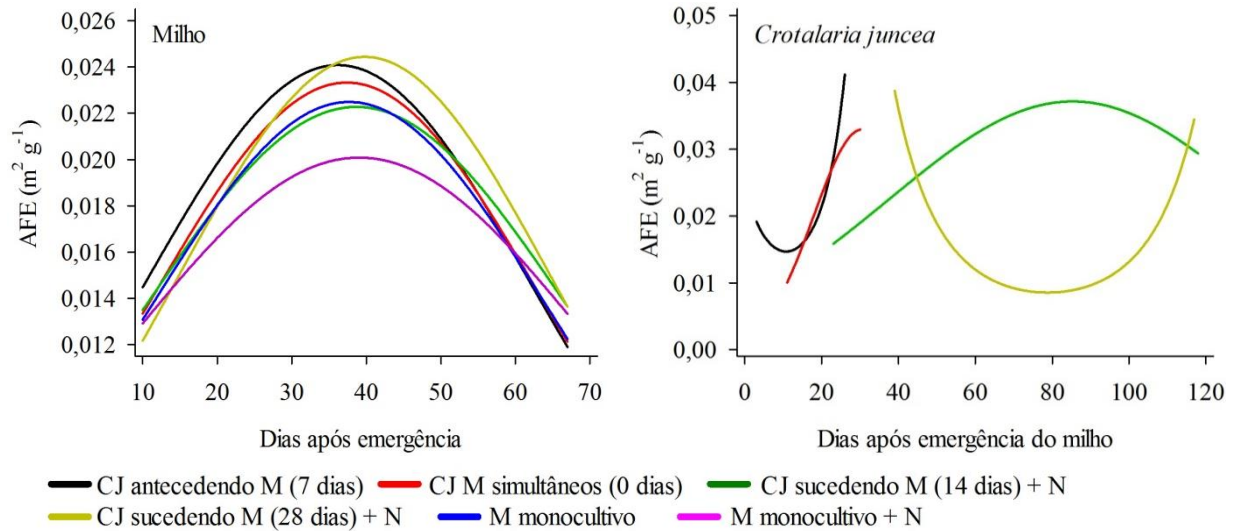 Milho
AFE (m² g⁻¹)
0,026
0,024
0,022
0,020
0,018
0,016
0,014
0,012
10 20 30 40 50 60 70
Dias após emergência
Crotalaria juncea
AFE (m² g⁻¹)
0,05
0,04
0,03
0,02
0,01
0,00
0 20 40 60 80 100 120
Dias após emergência do milho
CJ antecedendo M (7 dias) CJ M simultâneos (0 dias) CJ sucedendo M (14 dias) + N
CJ sucedendo M (28 dias) + N M monocultivo M monocultivo + N